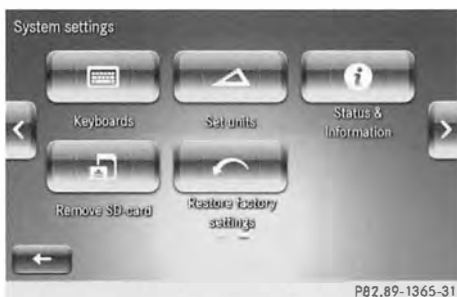 System settings
Keyboards
Set units
Status &
Information
Remove SD-card
Restore factory
settings
P82.89-1365-31